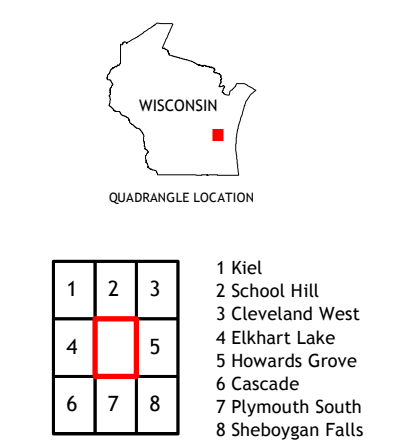 WISCONSIN
QUADRANGLE LOCATION
1 2 3
4 5
6 7 8
1 Kiel
2 School Hill
3 Cleveland West
4 Elkhart Lake
5 Howards Grove
6 Cascade
7 Plymouth South
8 Sheboygan Falls